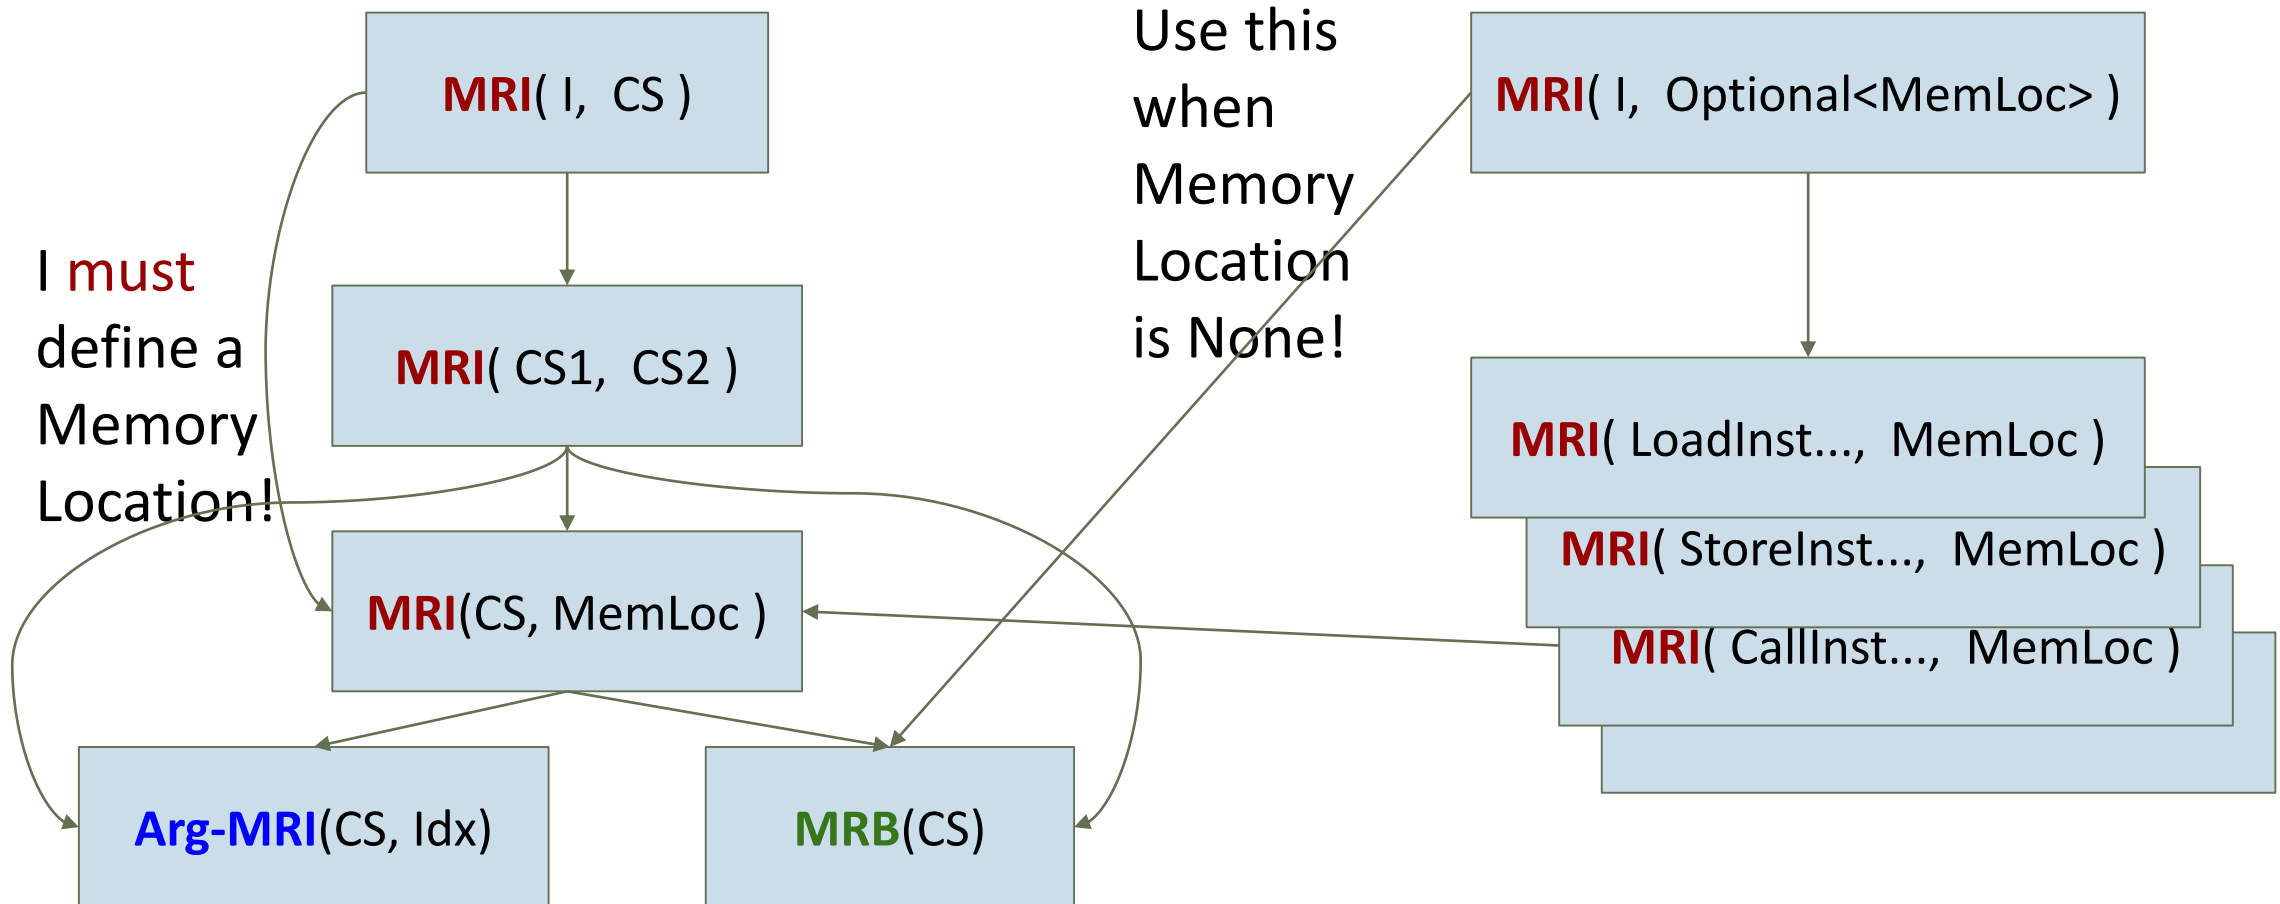 MRI( I, CS )
I must
define a
Memory
Location!
MRI( CS1, CS2 )
MRI(CS, MemLoc )
Arg-MRI(CS, Idx)
MRB(CS)
Use this
when
Memory
Location
is None!
MRI( I, Optional<MemLoc> )
MRI( LoadInst..., MemLoc )
MRI( StoreInst..., MemLoc )
MRI( CallInst..., MemLoc )